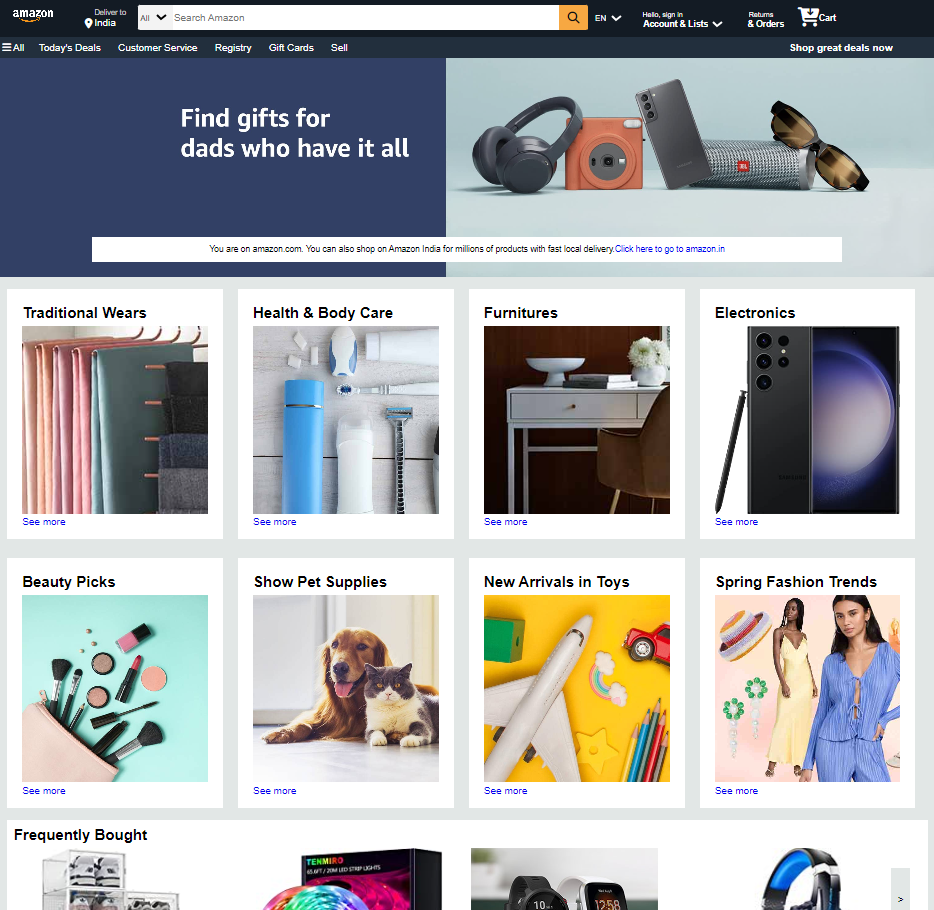 amazon
Deliver to
India
All
Search Amazon
EN
Hello, sign in
Account & Lists
Returns
& Orders
Cart
All
Today's Deals
Customer Service
Registry
Gift Cards
Sell
Shop great deals now
Find gifts for
dads who have it all
JBL
You are on amazon.com. You can also shop on Amazon India for millions of products with fast local delivery.Click here to go to amazon.in
Traditional Wears
Health & Body Care
Furnitures
Electronics
SAMSUNG
See more
See more
See more
See more
Beauty Picks
Show Pet Supplies
New Arrivals in Toys
Spring Fashion Trends
See more
See more
See more
See more
Frequently Bought
TENMIRO
65.6FT / 20M LED STRIP LIGHTS
10
12:58
>